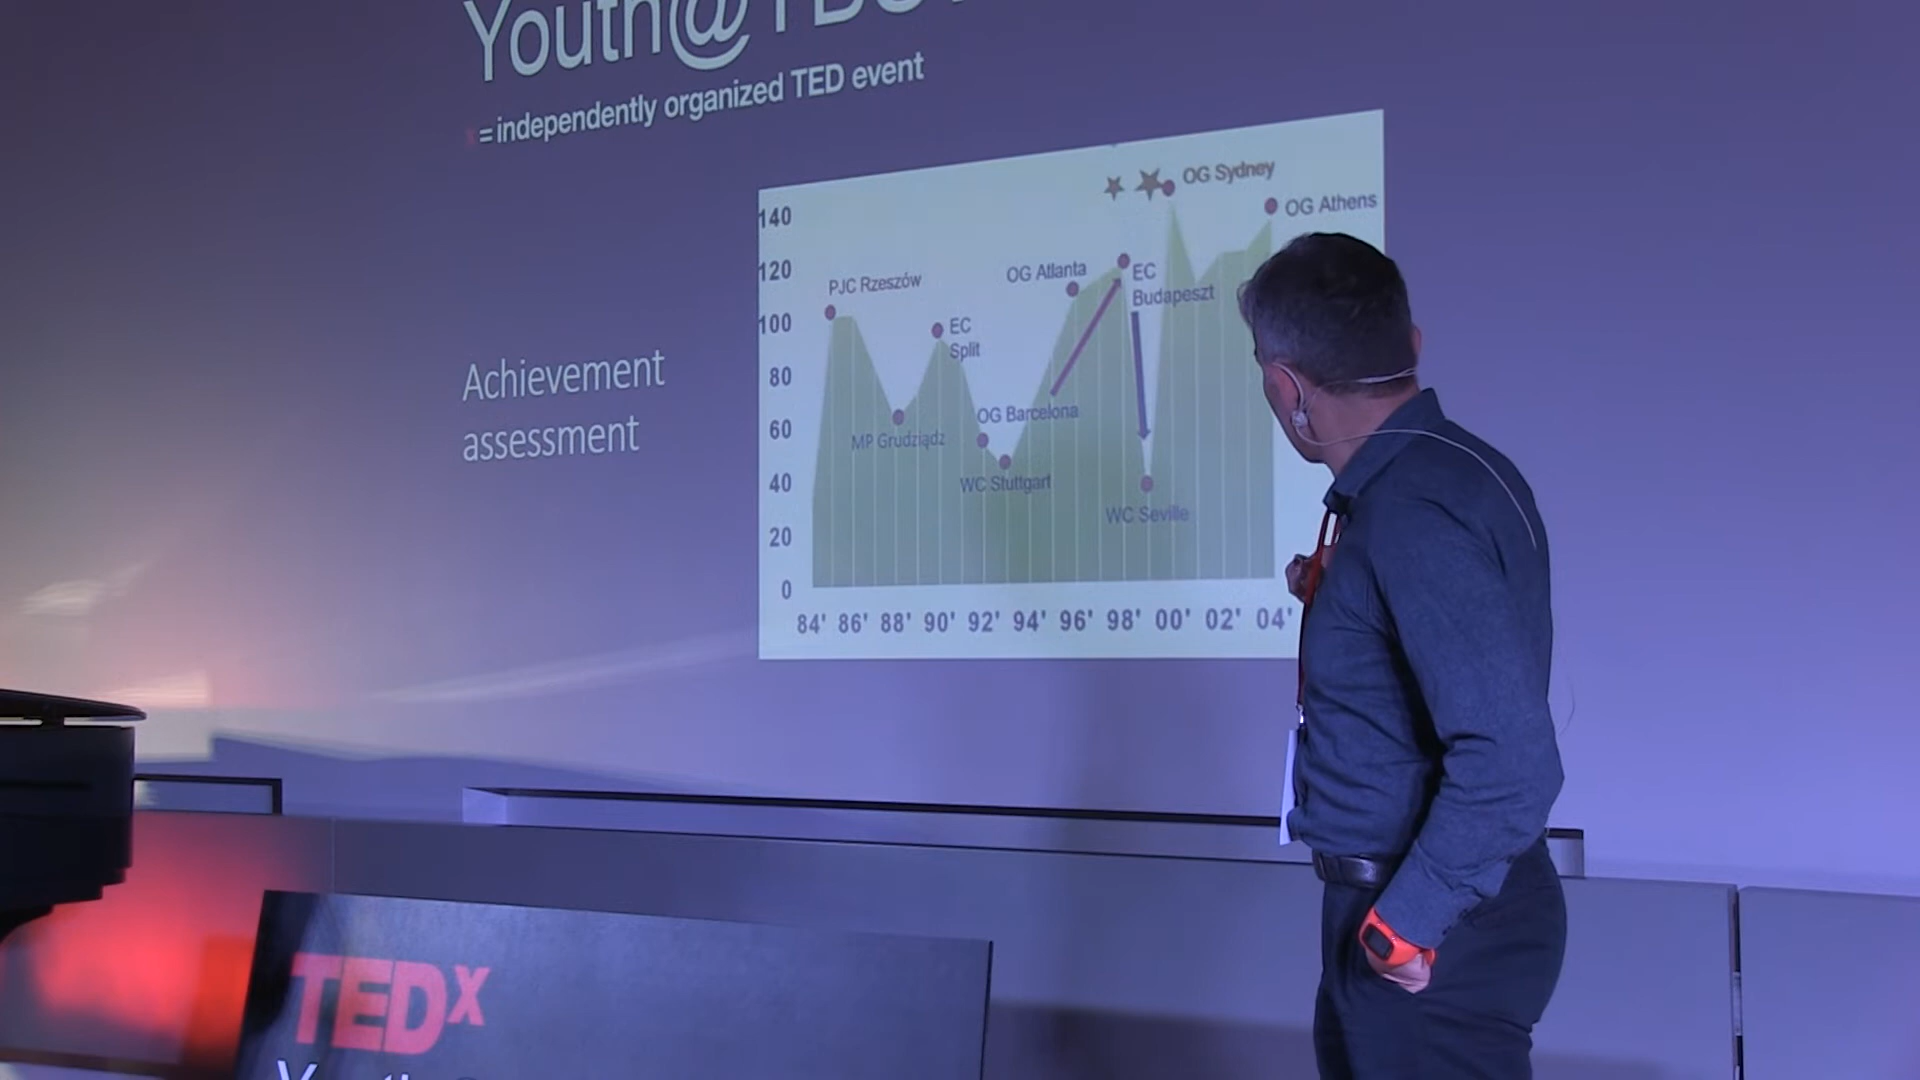 Youth@
= independently organized TED event
Achievement
assessment
140
120
100
80
60
40
20
0
84' 86' 88' 90' 92' 94' 96' 98' 00' 02' 04'
PJC Rzeszów
MP Grudziądz
EC
Split
OG Barcelona
WC Stuttgart
OG Atlanta
EC
Budapeszt
WC Seville
OG Sydney
OG Athens
TEDx